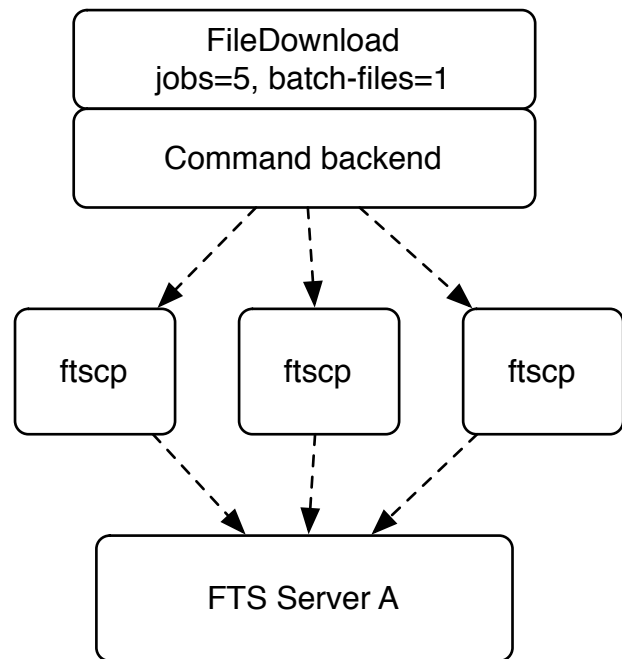 FileDownload
jobs=5, batch-files=1
Command backend
ftscp ftscp ftscp
FTS Server A